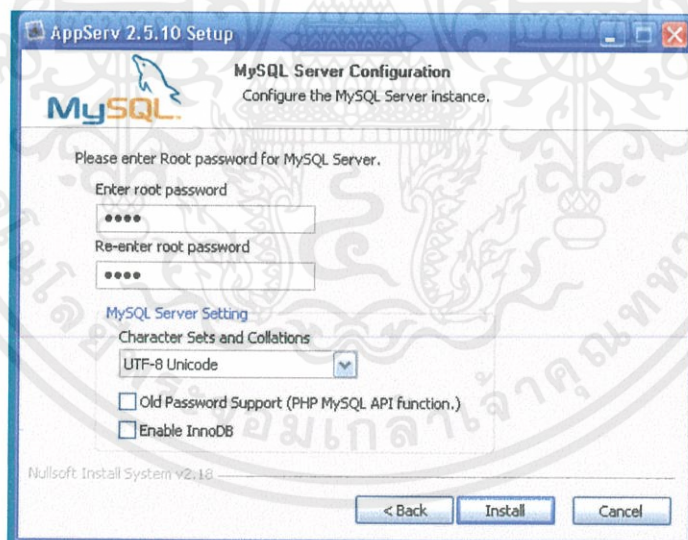 AppServ 2.5.10 Setup
MySQL Server Configuration
Configure the MySQL Server instance.
MySQL
Please enter Root password for MySQL Server.
Enter root password
••••
Re-enter root password
••••
MySQL Server Setting
Character Sets and Collations
UTF-8 Unicode
Old Password Support (PHP MySQL API function.)
Enable InnoDB
Nullsoft Install System v2.18
< Back Install Cancel